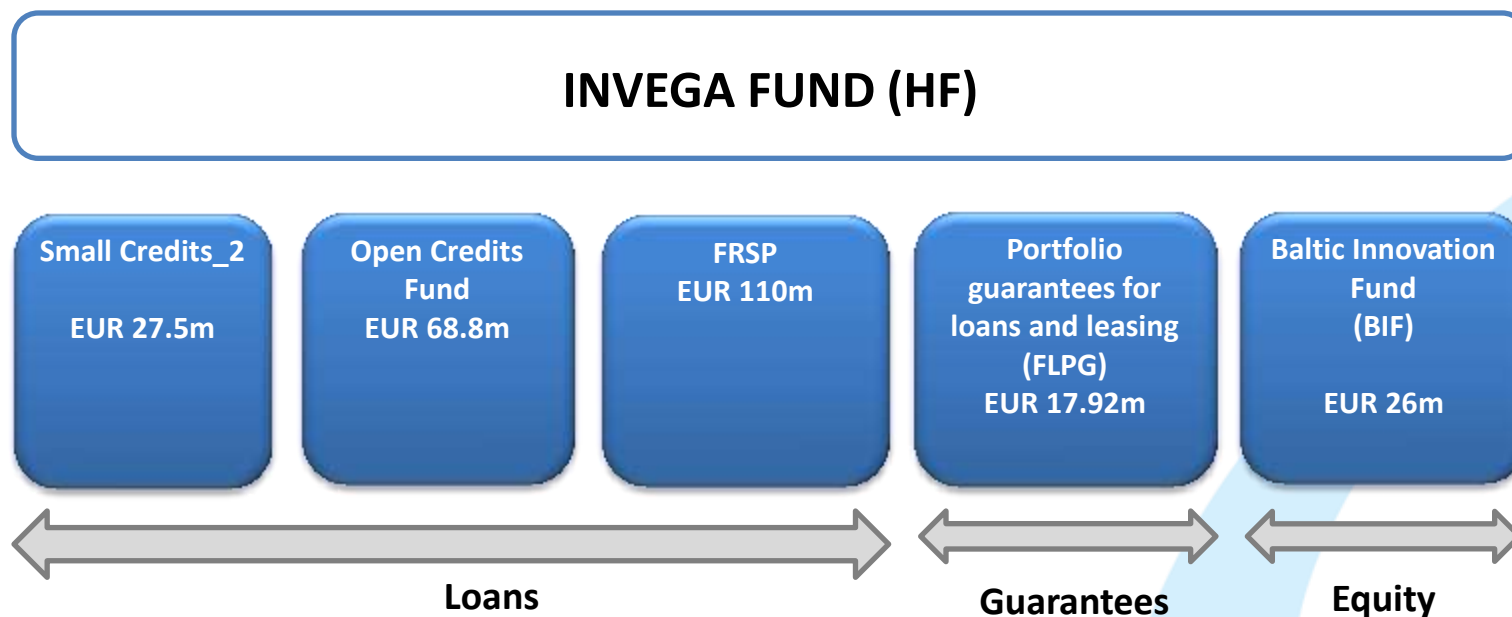 INVEGA FUND (HF)
Small Credits_2
EUR 27.5m
Open Credits
Fund
EUR 68.8m
FRSP
EUR 110m
Portfolio
guarantees for
loans and leasing
(FLPG)
EUR 17.92m
Baltic Innovation
Fund
(BIF)
EUR 26m
Loans
Guarantees
Equity